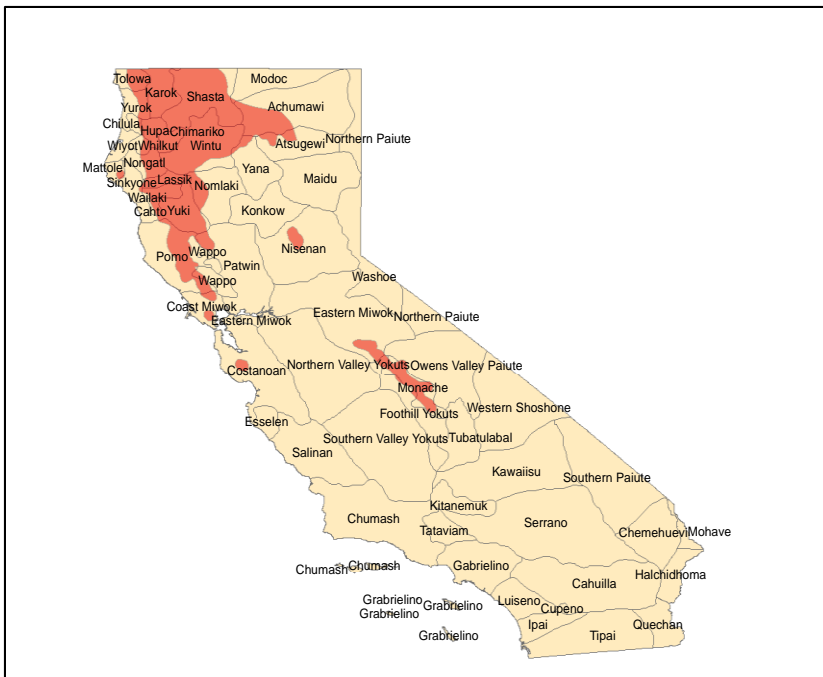 Tolowa
Modoc
Karok
Shasta
Achumawi
Yurok
Chilula
Hupa
Chimariko
Atsugewi
Northern Paiute
Wiyot
Whilkut
Wintu
Mattole
Nongatl
Yana
Sinkyone
Lassik
Nomlaki
Maidu
Wailaki
Cahto
Yuki
Konkow
Pomo
Wappo
Nisenan
Patwin
Wappo
Washoe
Coast Miwok
Eastern Miwok
Eastern Miwok
Northern Paiute
Costanoan
Northern Valley Yokuts
Owens Valley Paiute
Monache
Foothill Yokuts
Western Shoshone
Esselen
Southern Valley Yokuts
Tubatulabal
Salinan
Kawaiisu
Southern Paiute
Kitanemuk
Chumash
Tataviam
Serrano
Chemehuevi
Mohave
Chumash
Chumash
Gabrielino
Cahuilla
Halchidhoma
Grabrielino
Gabrielino
Grabrielino
Luiseno
Cupeno
Ipai
Tipai
Quechan
Grabrielino